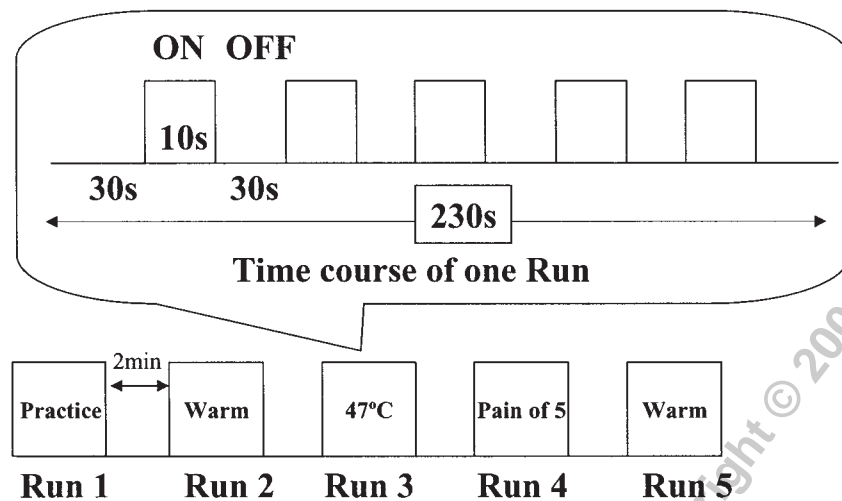 ON OFF
10s
30s 30s
230s
Time course of one Run
2min
Practice Warm 47°C Pain of 5 Warm
Run 1 Run 2 Run 3 Run 4 Run 5